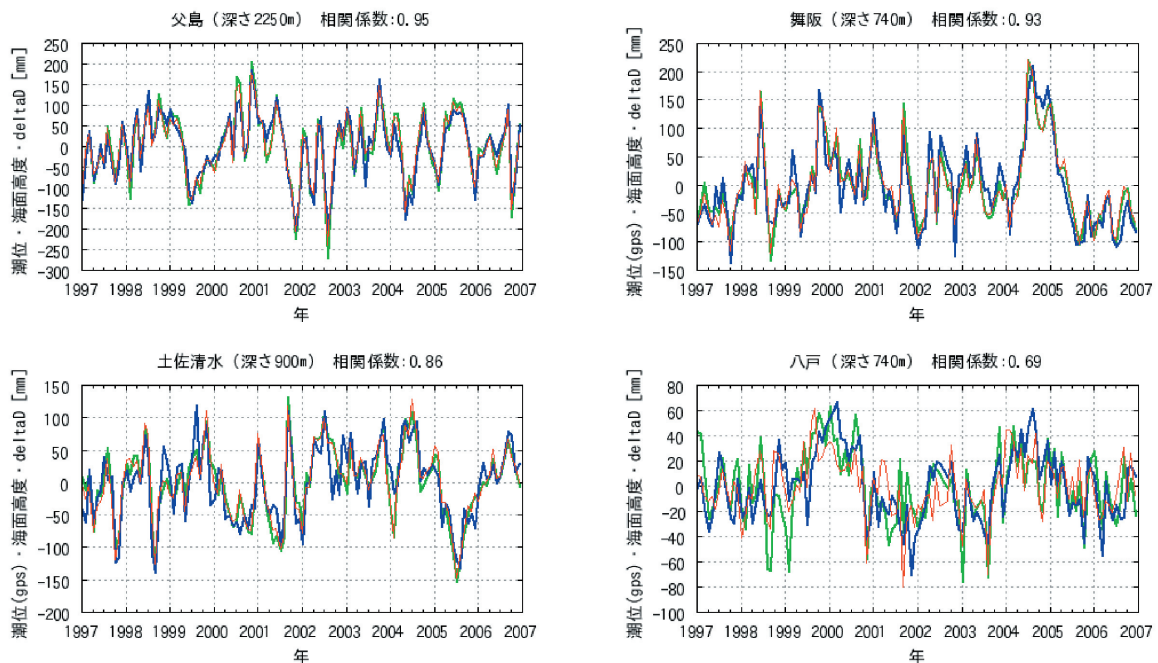 父島（深さ2250m） 相関係数:0.95
潮位・海面高度・deltaD [mm]
250
200
150
100
50
0
-50
-100
-150
-200
-250
-300
1997 1998 1999 2000 2001 2002 2003 2004 2005 2006 2007
年
舞阪（深さ740m） 相関係数:0.93
潮位(gps)・海面高度・deltaD [mm]
250
200
150
100
50
0
-50
-100
-150
1997 1998 1999 2000 2001 2002 2003 2004 2005 2006 2007
年
土佐清水（深さ900m） 相関係数:0.86
潮位(gps)・海面高度・deltaD [mm]
150
100
50
0
-50
-100
-150
-200
1997 1998 1999 2000 2001 2002 2003 2004 2005 2006 2007
年
八戸（深さ740m） 相関係数:0.69
潮位(gps)・海面高度・deltaD [mm]
80
60
40
20
0
-20
-40
-60
-80
-100
1997 1998 1999 2000 2001 2002 2003 2004 2005 2006 2007
年